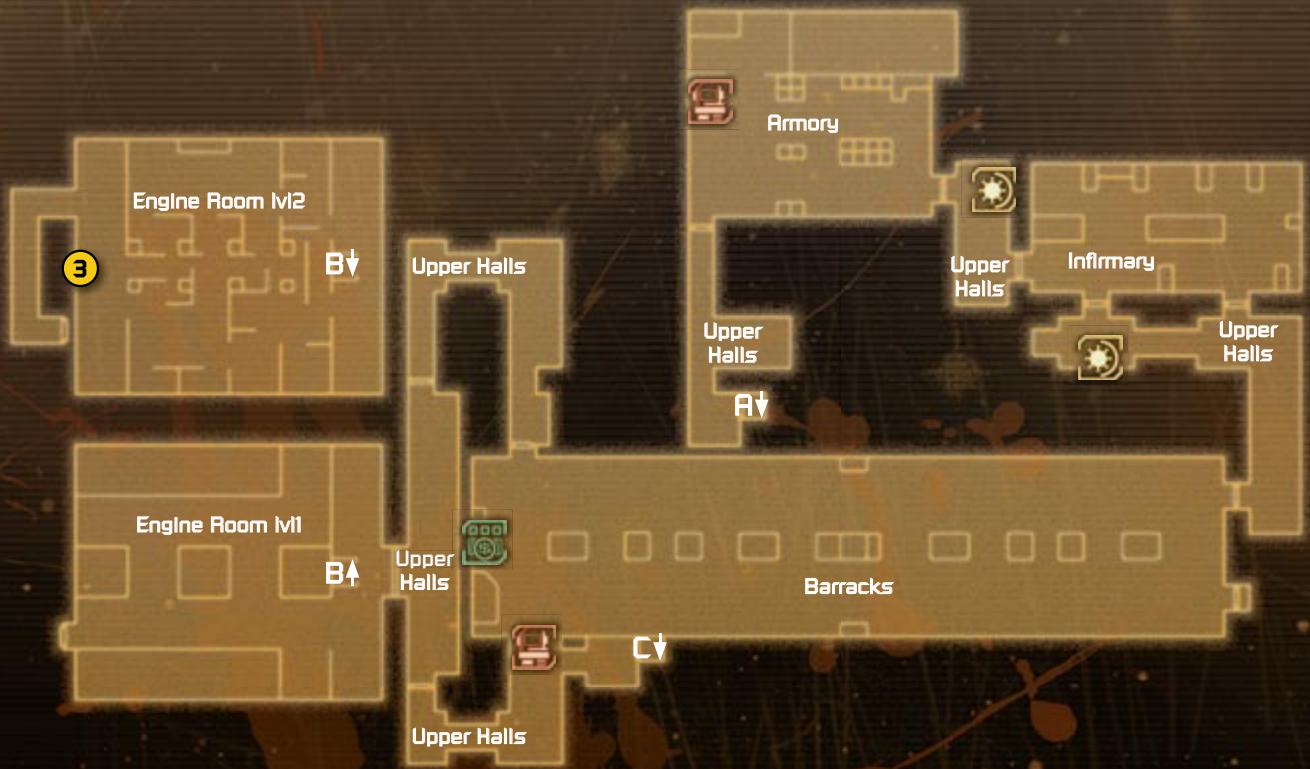 Armory
Engine Room lvl2
3
B
Upper Halls
Upper
Halls
Infirmary
Upper
Halls
Upper
Halls
A
Engine Room lvl1
B
Upper
Halls
Barracks
C
Upper Halls